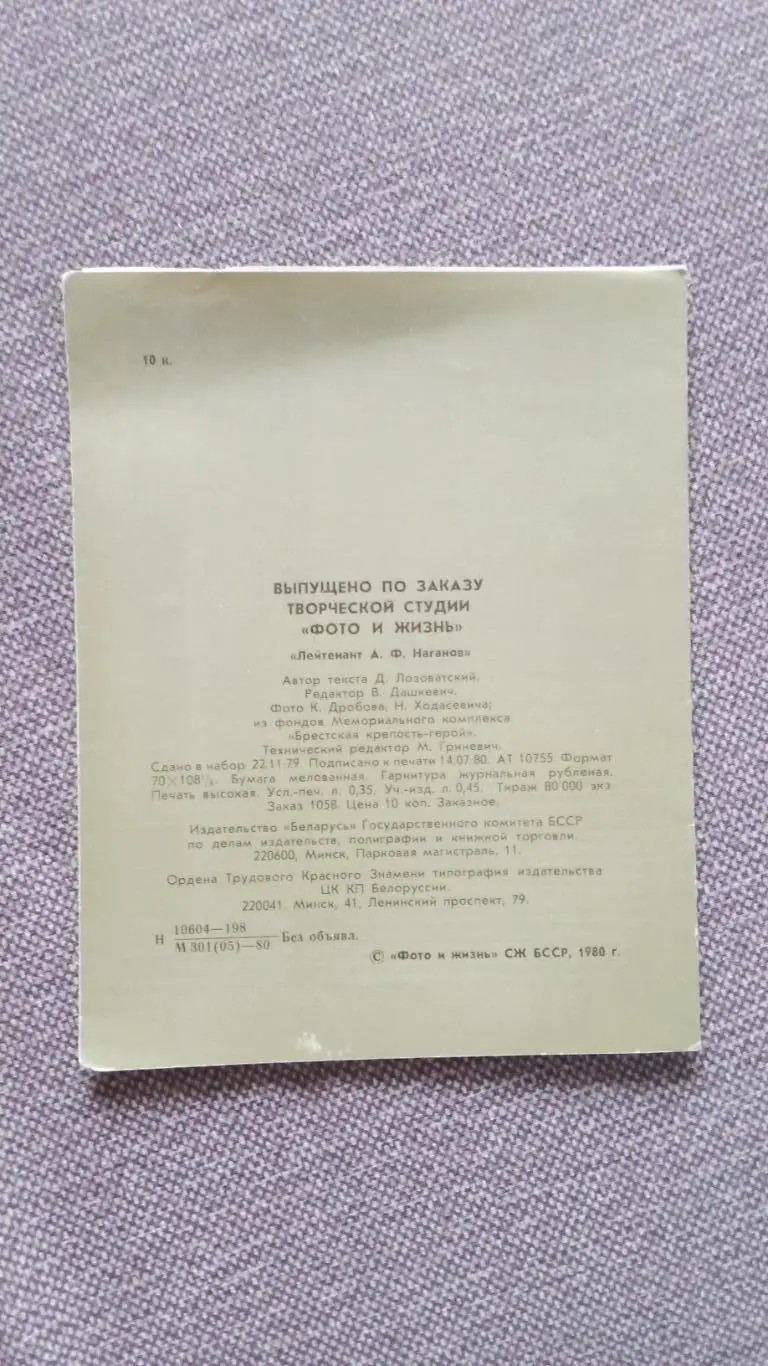 10 к.
ВЫПУЩЕНО ПО ЗАКАЗУ
ТВОРЧЕСКОЙ СТУДИИ
«ФОТО И ЖИЗНЬ»
«Лейтенант А. Ф. Наганов»
Автор текста Д. Лозоватский.
Редактор В. Дашкевич.
Фото К. Дробова, Н. Ходасевича;
из фондов Мемориального комплекса
«Брестская крепость-герой».
Технический редактор М. Гриневич.
Сдано в набор 22.11.79. Подписано к печати 14.07.80. АТ 10755. Формат
70×108¹/₈. Бумага мелованная. Гарнитура журнальная рубленая.
Печать высокая. Усл.-печ. л. 0,35. Уч.-изд. л. 0,45. Тираж 80 000 экз.
Заказ 1058. Цена 10 коп. Заказное.
Издательство «Беларусь» Государственного комитета БССР
по делам издательств, полиграфии и книжной торговли.
220600, Минск, Парковая магистраль, 11.
Ордена Трудового Красного Знамени типография издательства
ЦК КП Белоруссии.
220041. Минск, 41, Ленинский проспект, 79.
Н 10604—198 / М 301(05)—80 Без объявл.
© «Фото и жизнь» СЖ БССР, 1980 г.